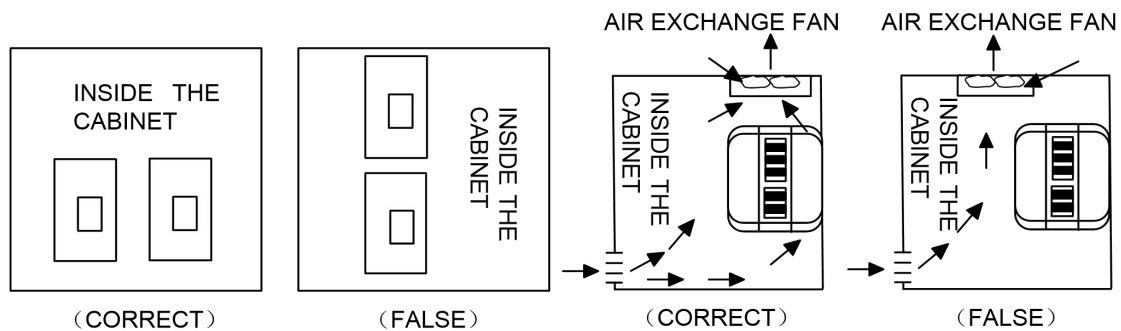 AIR EXCHANGE FAN
AIR EXCHANGE FAN
INSIDE THE
CABINET
INSIDE THE
CABINET
INSIDE THE
CABINET
INSIDE THE
CABINET
（CORRECT）
（FALSE）
（CORRECT）
（FALSE）